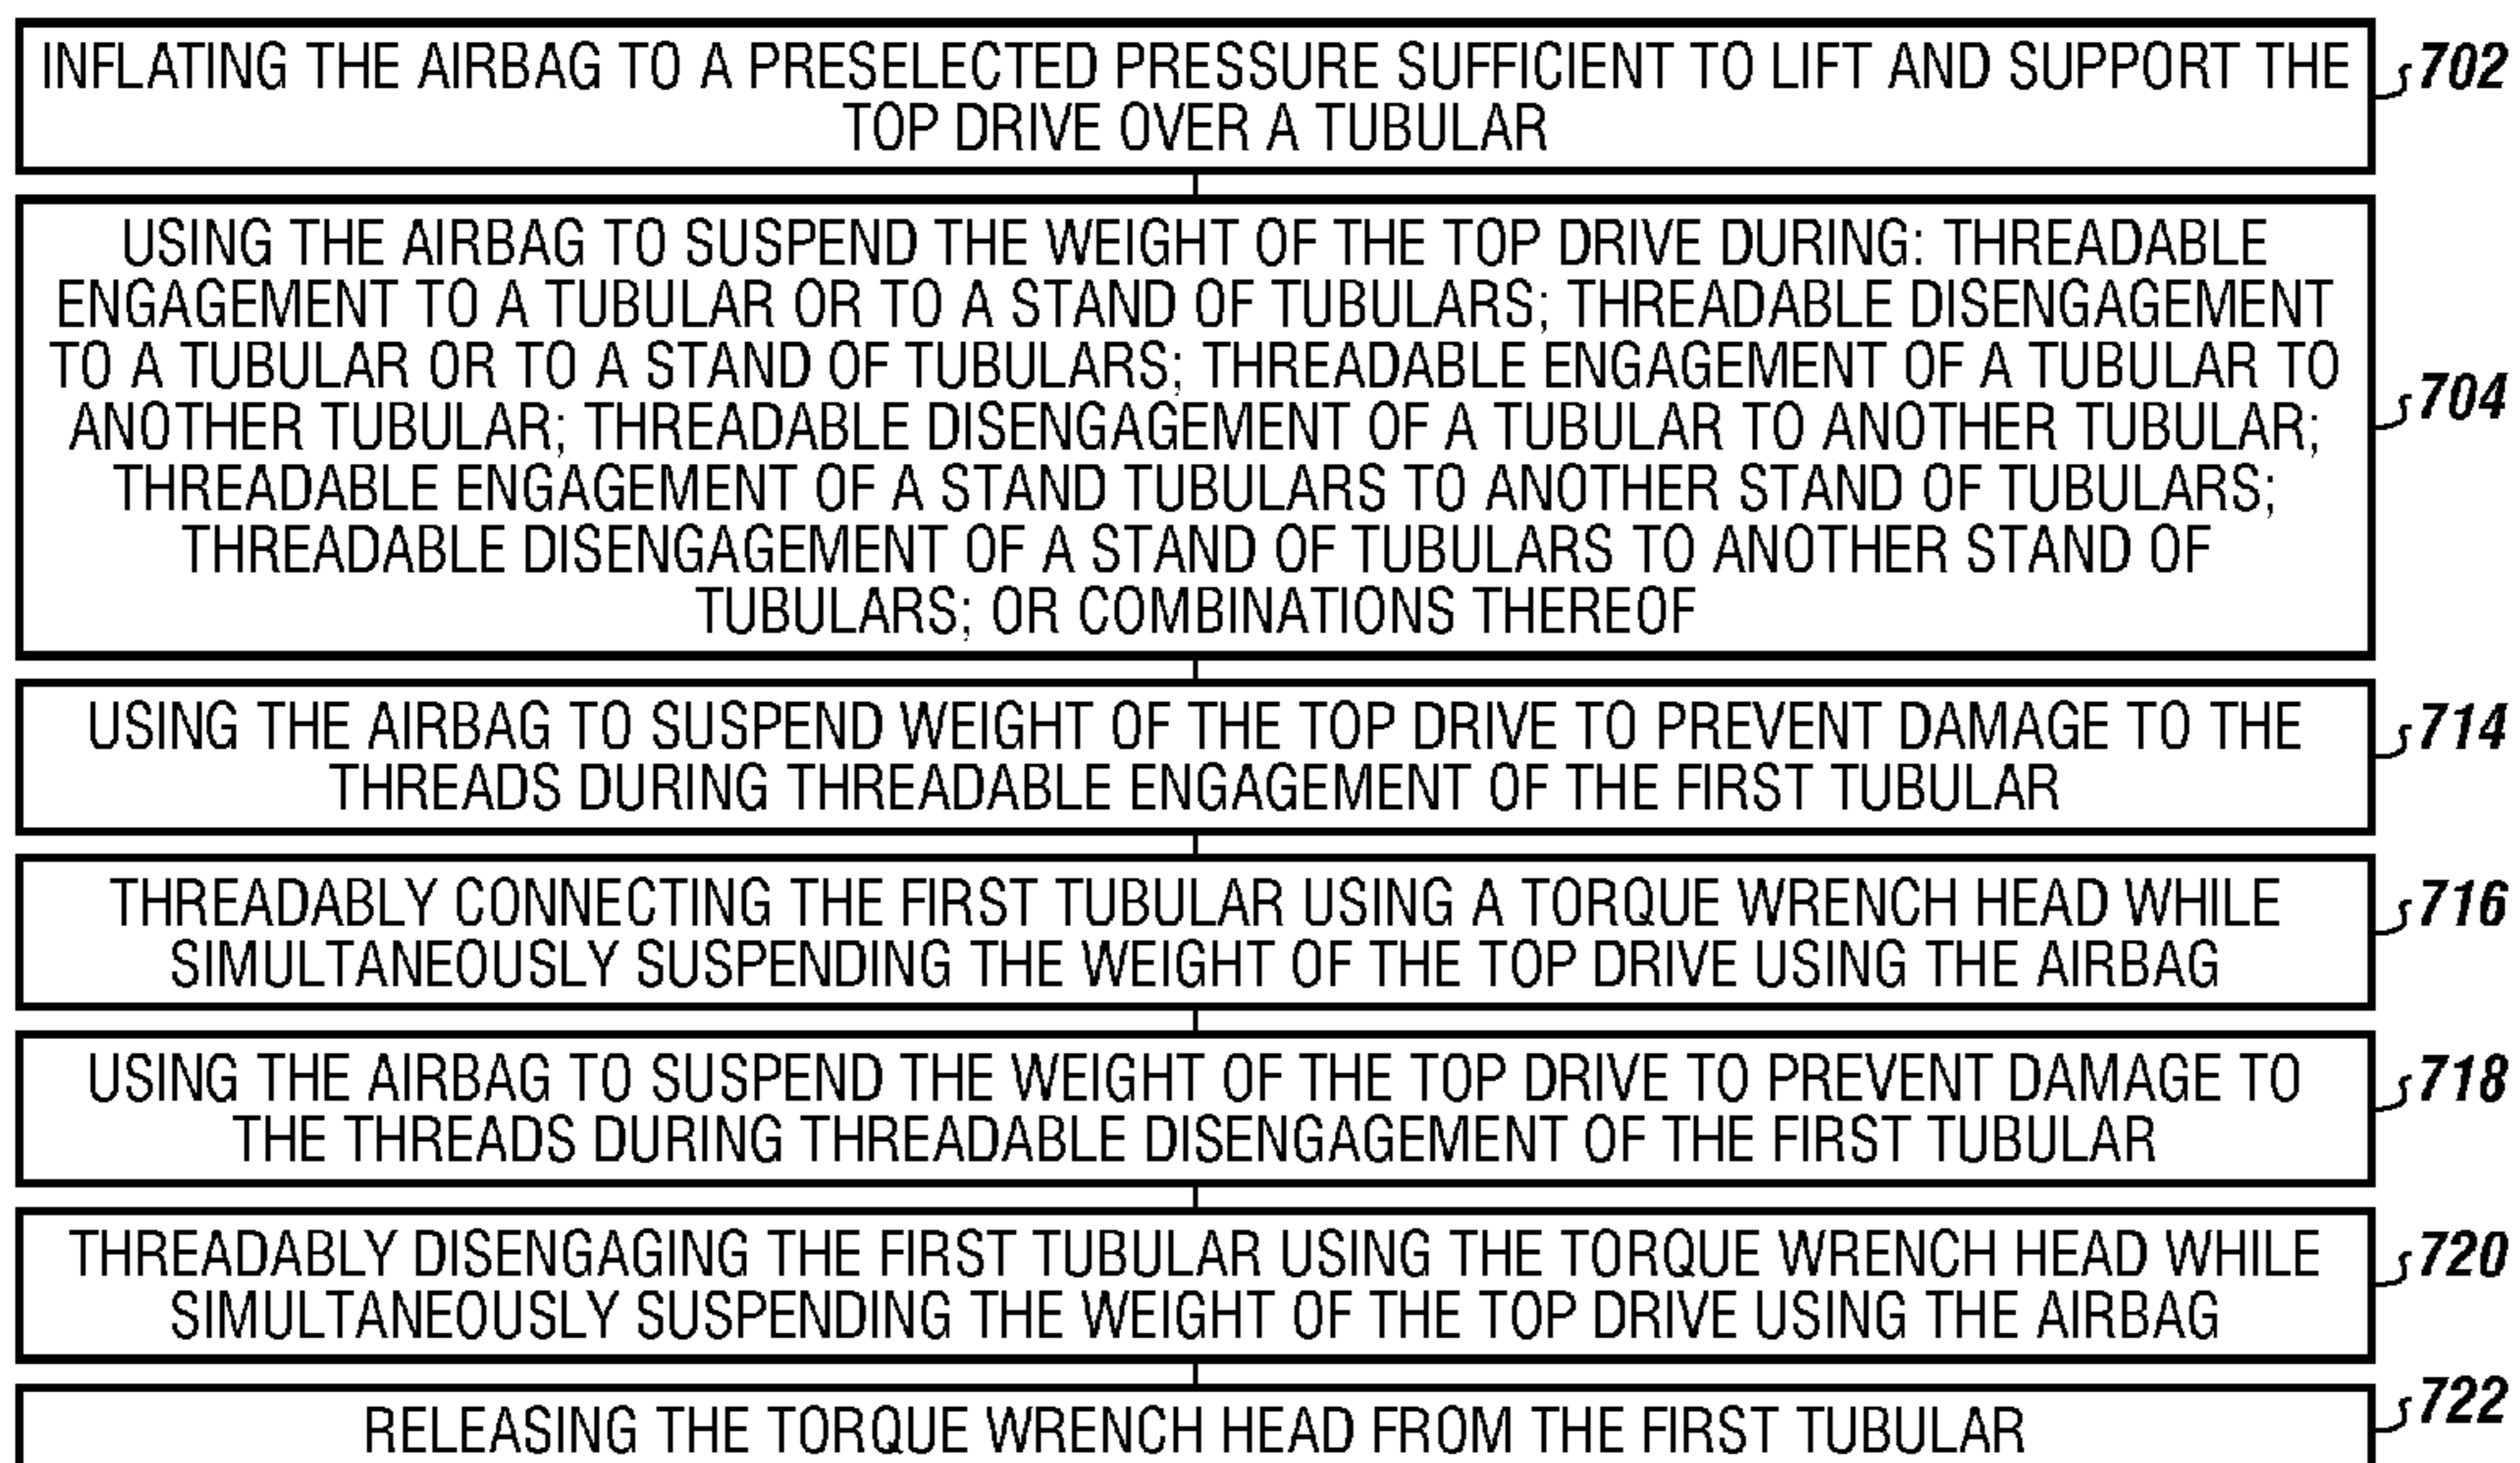 INFLATING THE AIRBAG TO A PRESELECTED PRESSURE SUFFICIENT TO LIFT AND SUPPORT THE
TOP DRIVE OVER A TUBULAR
702
USING THE AIRBAG TO SUSPEND THE WEIGHT OF THE TOP DRIVE DURING: THREADABLE
ENGAGEMENT TO A TUBULAR OR TO A STAND OF TUBULARS; THREADABLE DISENGAGEMENT
TO A TUBULAR OR TO A STAND OF TUBULARS; THREADABLE ENGAGEMENT OF A TUBULAR TO
ANOTHER TUBULAR; THREADABLE DISENGAGEMENT OF A TUBULAR TO ANOTHER TUBULAR;
THREADABLE ENGAGEMENT OF A STAND TUBULARS TO ANOTHER STAND OF TUBULARS;
THREADABLE DISENGAGEMENT OF A STAND OF TUBULARS TO ANOTHER STAND OF
TUBULARS; OR COMBINATIONS THEREOF
704
USING THE AIRBAG TO SUSPEND WEIGHT OF THE TOP DRIVE TO PREVENT DAMAGE TO THE
THREADS DURING THREADABLE ENGAGEMENT OF THE FIRST TUBULAR
714
THREADABLY CONNECTING THE FIRST TUBULAR USING A TORQUE WRENCH HEAD WHILE
SIMULTANEOUSLY SUSPENDING THE WEIGHT OF THE TOP DRIVE USING THE AIRBAG
716
USING THE AIRBAG TO SUSPEND THE WEIGHT OF THE TOP DRIVE TO PREVENT DAMAGE TO
THE THREADS DURING THREADABLE DISENGAGEMENT OF THE FIRST TUBULAR
718
THREADABLY DISENGAGING THE FIRST TUBULAR USING THE TORQUE WRENCH HEAD WHILE
SIMULTANEOUSLY SUSPENDING THE WEIGHT OF THE TOP DRIVE USING THE AIRBAG
720
RELEASING THE TORQUE WRENCH HEAD FROM THE FIRST TUBULAR
722